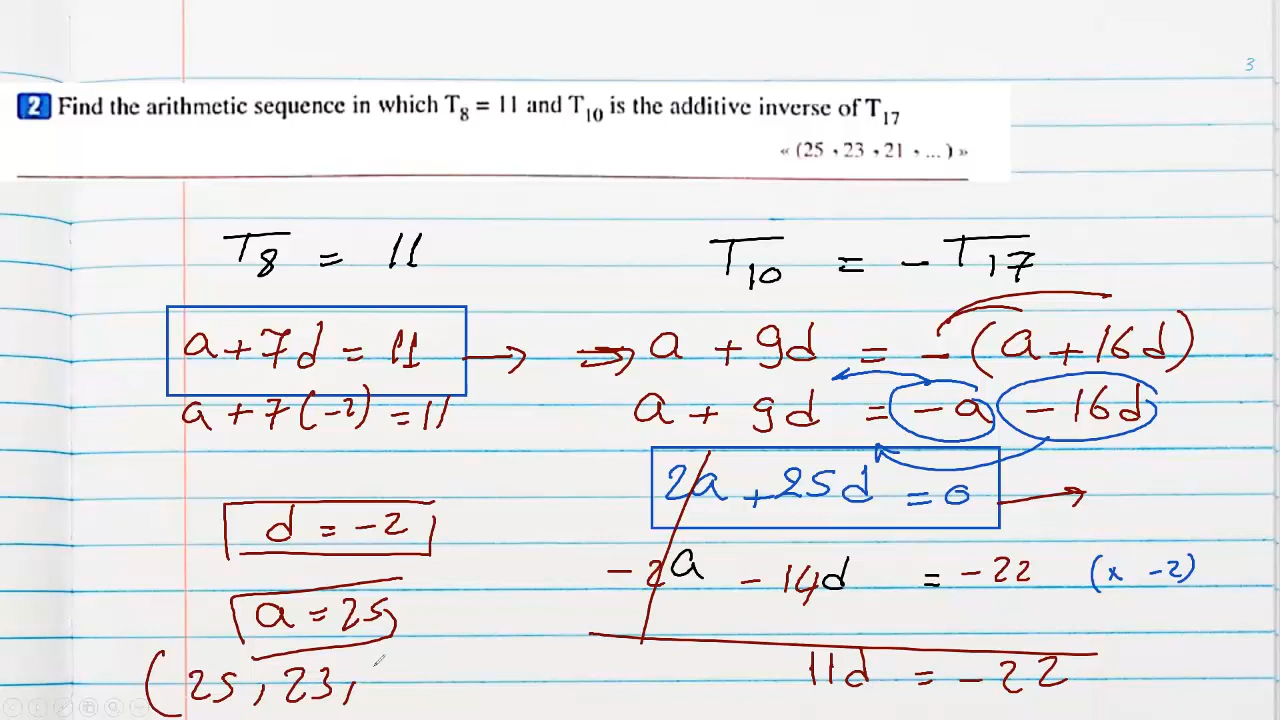 3
2 Find the arithmetic sequence in which T₈ = 11 and T₁₀ is the additive inverse of T₁₇
« (25 , 23 , 21 , ... ) »
T₈ = 11
T₁₀ = - T₁₇
a + 7d = 11
a + 9d = - (a + 16d)
a + 7 (-2) = 11
a + 9d = - a - 16d
2a + 25d = 0
d = -2
-2a - 14d = -22 (x -2)
a = 25
11d = -22
(25 , 23 ,